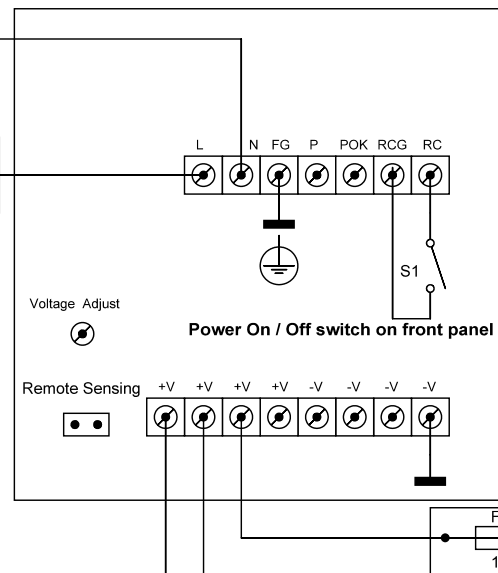 L N FG P POK RCG RC
S1
Voltage Adjust
Power On / Off switch on front panel
Remote Sensing +V +V +V +V -V -V -V -V
F
1